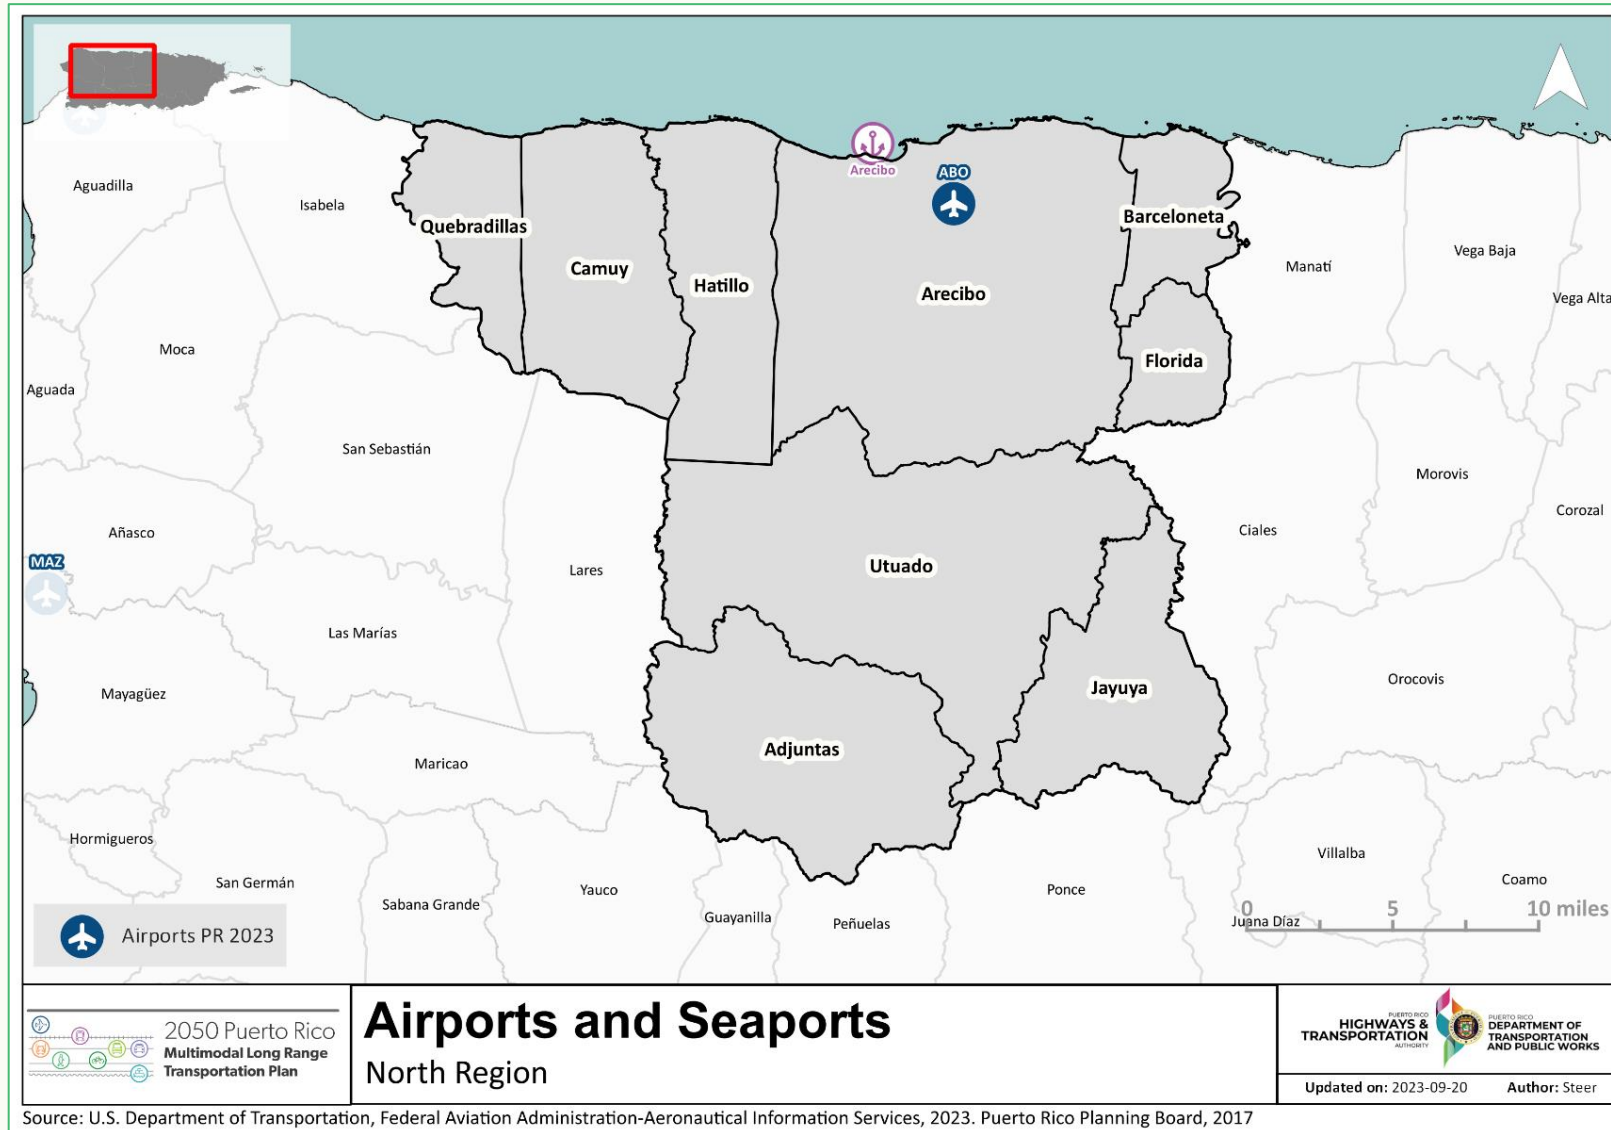 Aguadilla
Isabela
Arecibo
ABO
Quebradillas
Camuy
Hatillo
Arecibo
Barceloneta
Manatí
Vega Baja
Vega Alta
Moca
Aguada
Florida
San Sebastián
Morovis
Corozal
Añasco
MAZ
Lares
Utuado
Ciales
Las Marías
Mayagüez
Jayuya
Orocovis
Adjuntas
Maricao
Hormigueros
San Germán
Sabana Grande
Yauco
Guayanilla
Peñuelas
Ponce
Villalba
Coamo
Juana Díaz
0 5 10 miles
Airports PR 2023
2050 Puerto Rico
Multimodal Long Range
Transportation Plan
Airports and Seaports
North Region
PUERTO RICO
HIGHWAYS &
TRANSPORTATION
AUTHORITY
PUERTO RICO
DEPARTMENT OF
TRANSPORTATION
AND PUBLIC WORKS
Updated on: 2023-09-20 Author: Steer
Source: U.S. Department of Transportation, Federal Aviation Administration-Aeronautical Information Services, 2023. Puerto Rico Planning Board, 2017